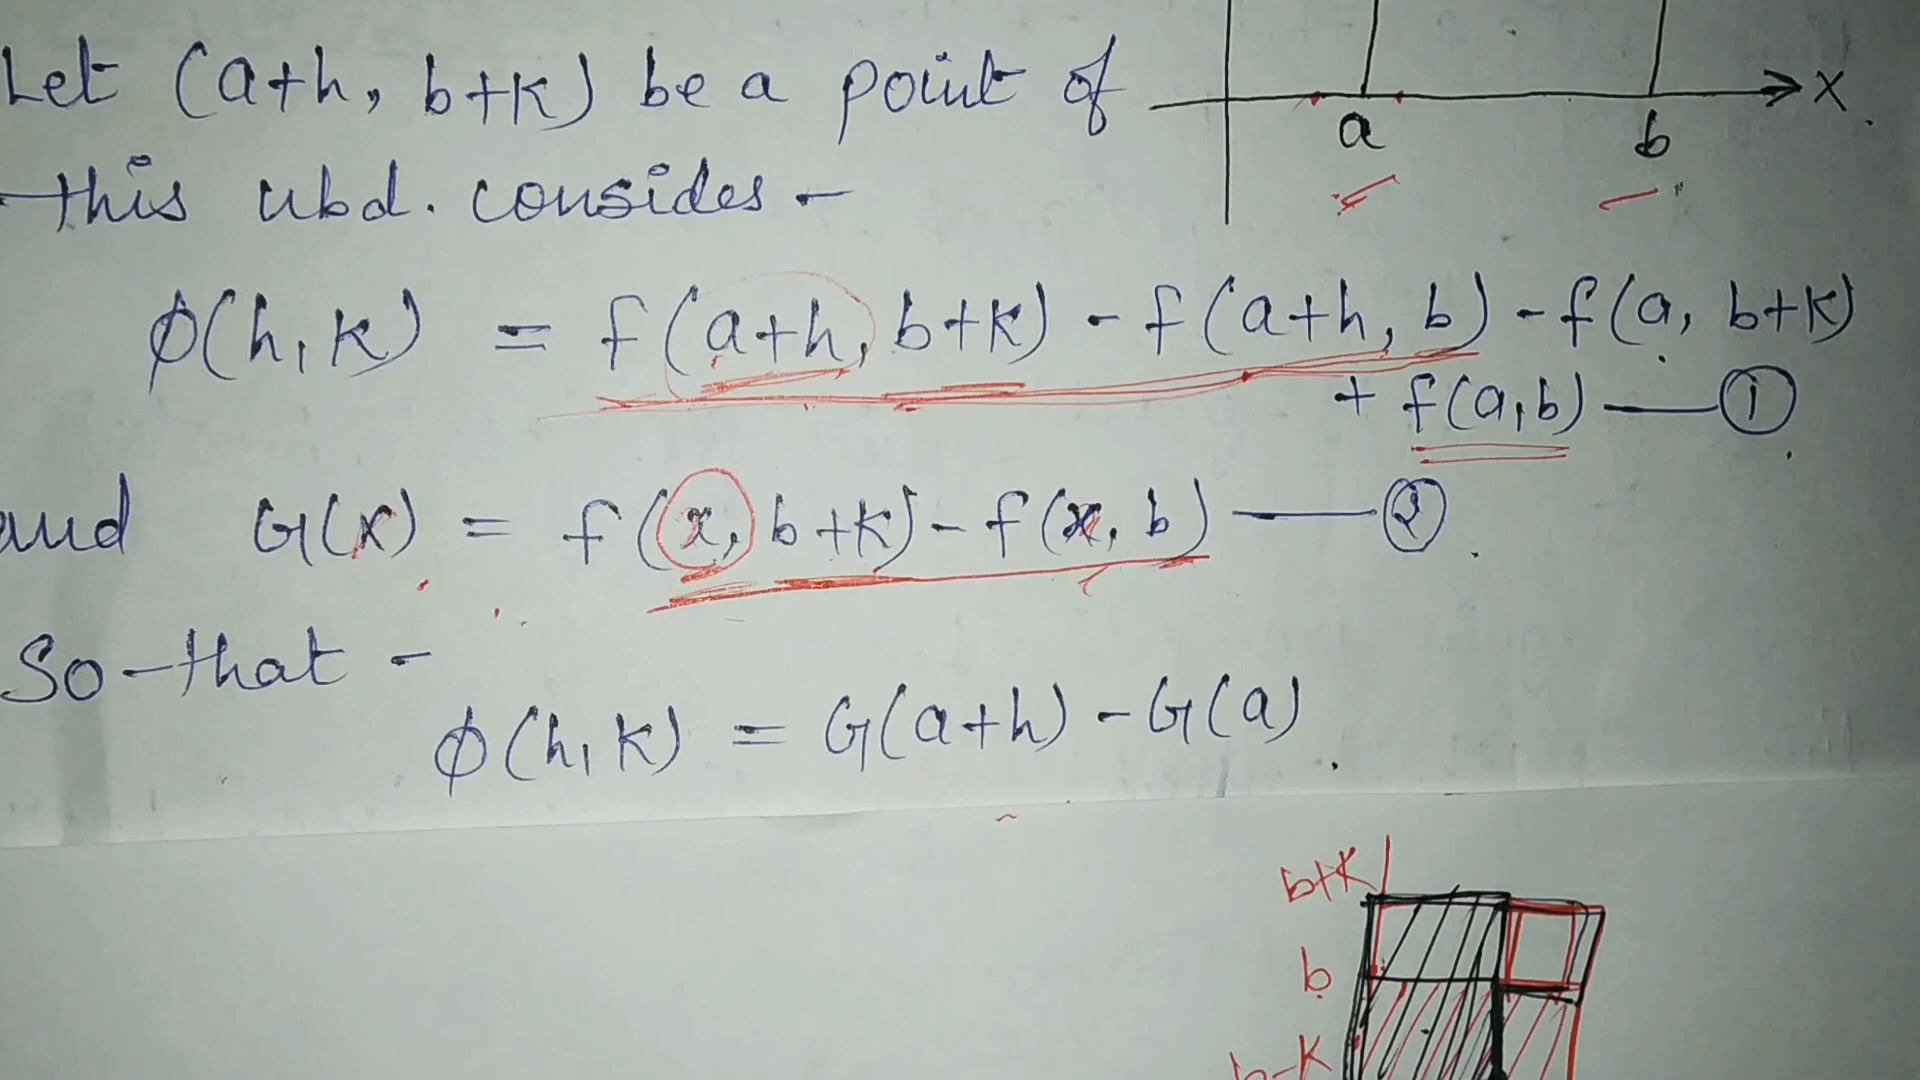 Let (a+h, b+k) be a point of
this nbd. consider -
φ(h,k) = f(a+h, b+k) - f(a+h, b) - f(a, b+k)
+ f(a,b) — ①
and G(x) = f(x, b+k) - f(x, b) — ②
So that -
φ(h,k) = G(a+h) - G(a)
a b X
b+k
b
b-k